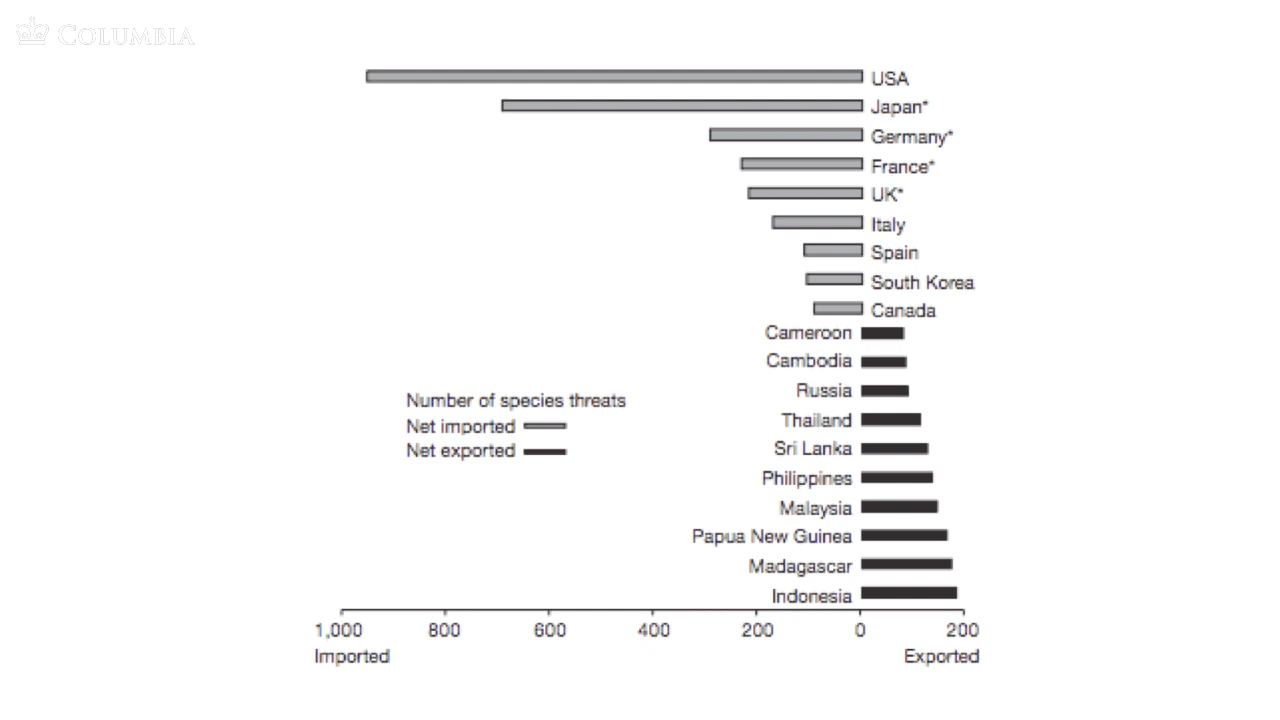 COLUMBIA
USA
Japan*
Germany*
France*
UK*
Italy
Spain
South Korea
Canada
Cameroon
Cambodia
Russia
Thailand
Sri Lanka
Philippines
Malaysia
Papua New Guinea
Madagascar
Indonesia
Number of species threats
Net imported
Net exported
1,000 800 600 400 200 0 200
Imported Exported